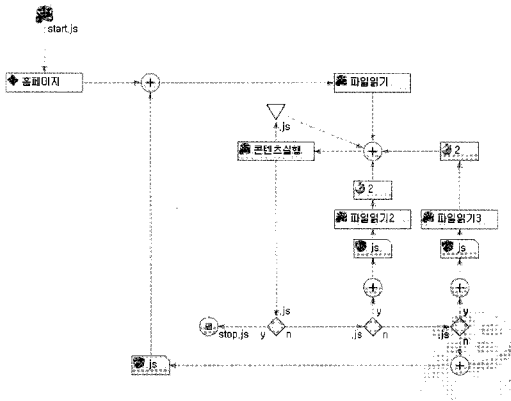 start.js
홈페이지
파일읽기
.js
콘텐츠실행
2
2
파일읽기2
파일읽기3
js
js
y
y
.js
stop.js
y
n
.js
n
.js
n
js